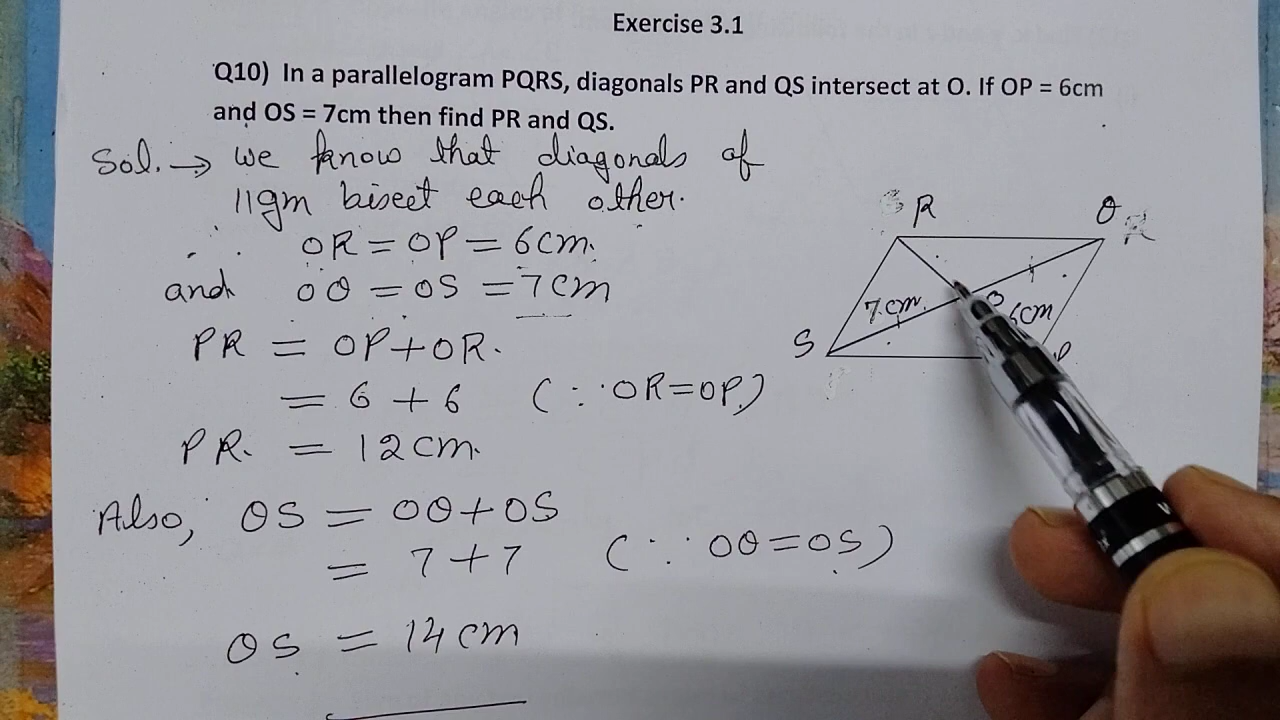 Exercise 3.1
Q10) In a parallelogram PQRS, diagonals PR and QS intersect at O. If OP = 6cm
and OS = 7cm then find PR and QS.
Sol. → we know that diagonals of
11gm bisect each other.
∴ OR = OP = 6cm.
and OQ = OS = 7cm
PR = OP + OR.
= 6 + 6 (∵ OR = OP)
PR. = 12cm.
Also, QS = OQ + OS
= 7 + 7 (∵ OQ = OS)
QS = 14cm
R Q
7cm. O 6cm
S P